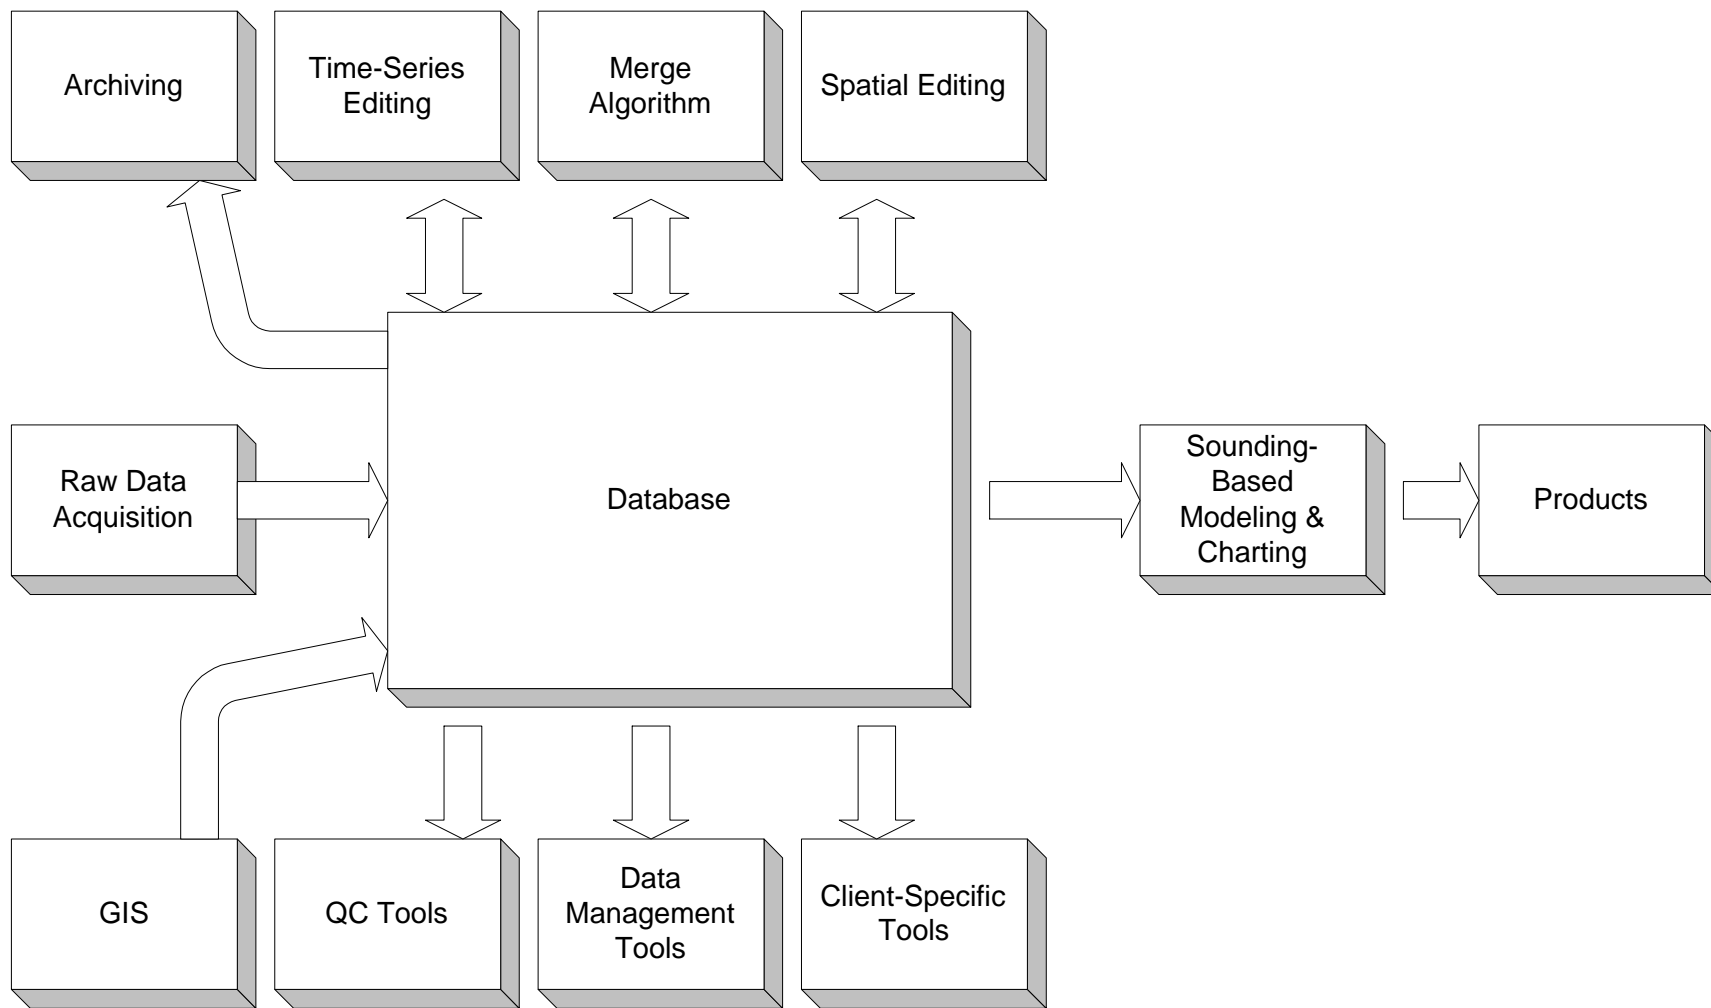 Archiving
Time-Series
Editing
Merge
Algorithm
Spatial Editing
Raw Data
Acquisition
Database
Sounding-
Based
Modeling &
Charting
Products
GIS
QC Tools
Data
Management
Tools
Client-Specific
Tools